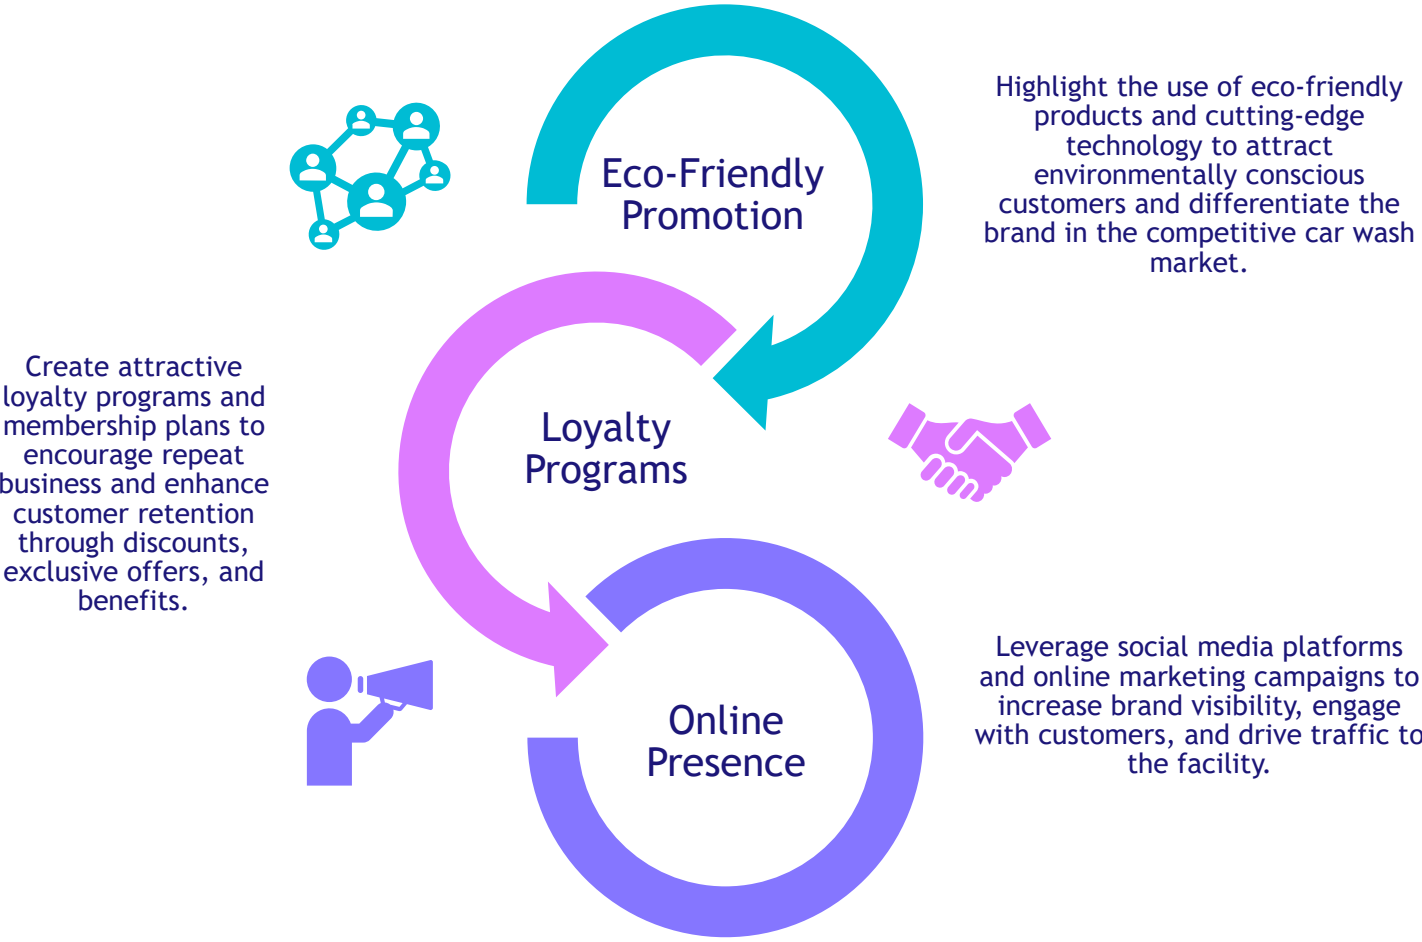 Eco-Friendly
Promotion
Highlight the use of eco-friendly
products and cutting-edge
technology to attract
environmentally conscious
customers and differentiate the
brand in the competitive car wash
market.
Create attractive
loyalty programs and
membership plans to
encourage repeat
business and enhance
customer retention
through discounts,
exclusive offers, and
benefits.
Loyalty
Programs
Online
Presence
Leverage social media platforms
and online marketing campaigns to
increase brand visibility, engage
with customers, and drive traffic to
the facility.